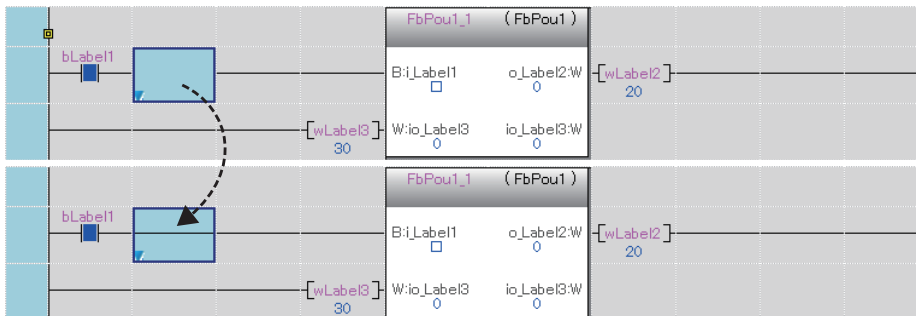 FbPou1_1 (FbPou1)
bLabel1
B:i_Label1 o_Label2:W wLabel2
0 20
wLabel3 W:io_Label3 io_Label3:W
30 0 0
FbPou1_1 (FbPou1)
bLabel1
B:i_Label1 o_Label2:W wLabel2
0 20
wLabel3 W:io_Label3 io_Label3:W
30 0 0